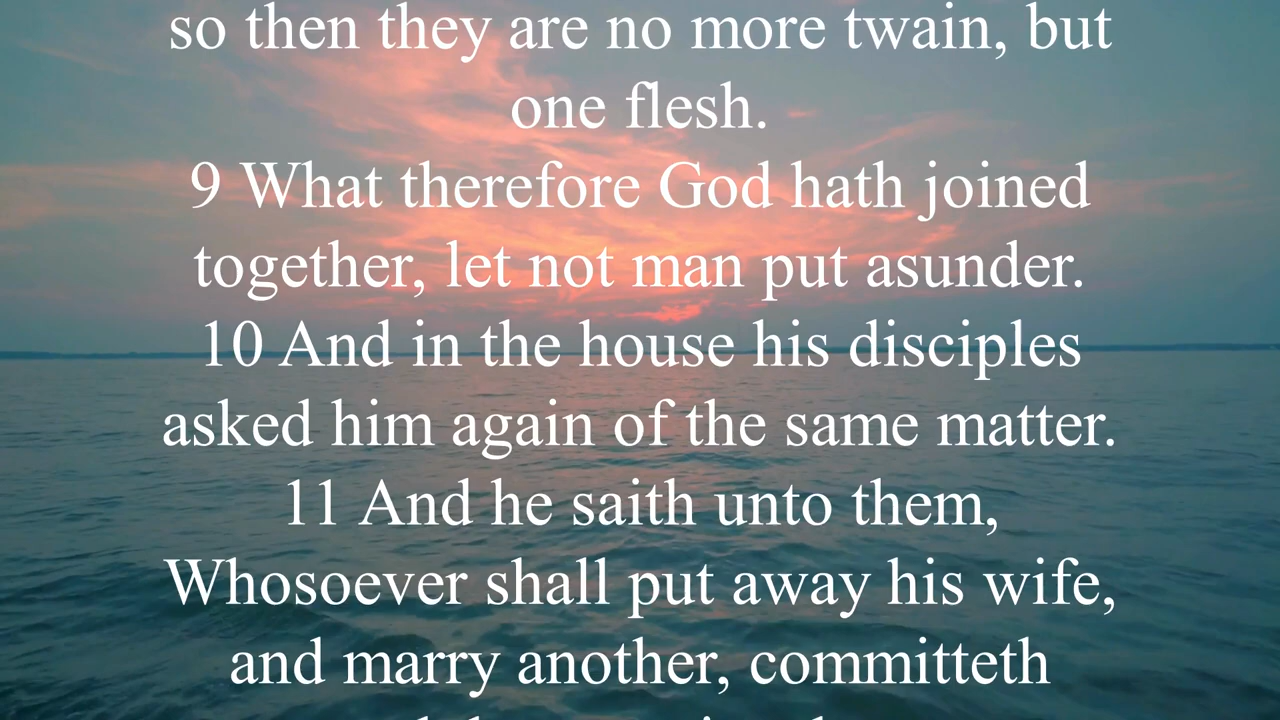 so then they are no more twain, but
one flesh.
9 What therefore God hath joined
together, let not man put asunder.
10 And in the house his disciples
asked him again of the same matter.
11 And he saith unto them,
Whosoever shall put away his wife,
and marry another, committeth